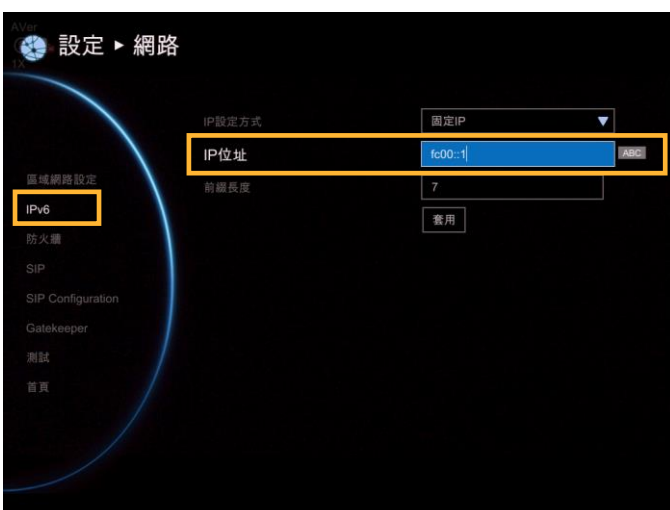 AVer
設定 ▸ 網路
1X
IP設定方式 固定IP ▼
IP位址 fc00::1 ABC
區域網路設定
前綴長度 7
IPv6
套用
防火牆
SIP
SIP Configuration
Gatekeeper
測試
首頁